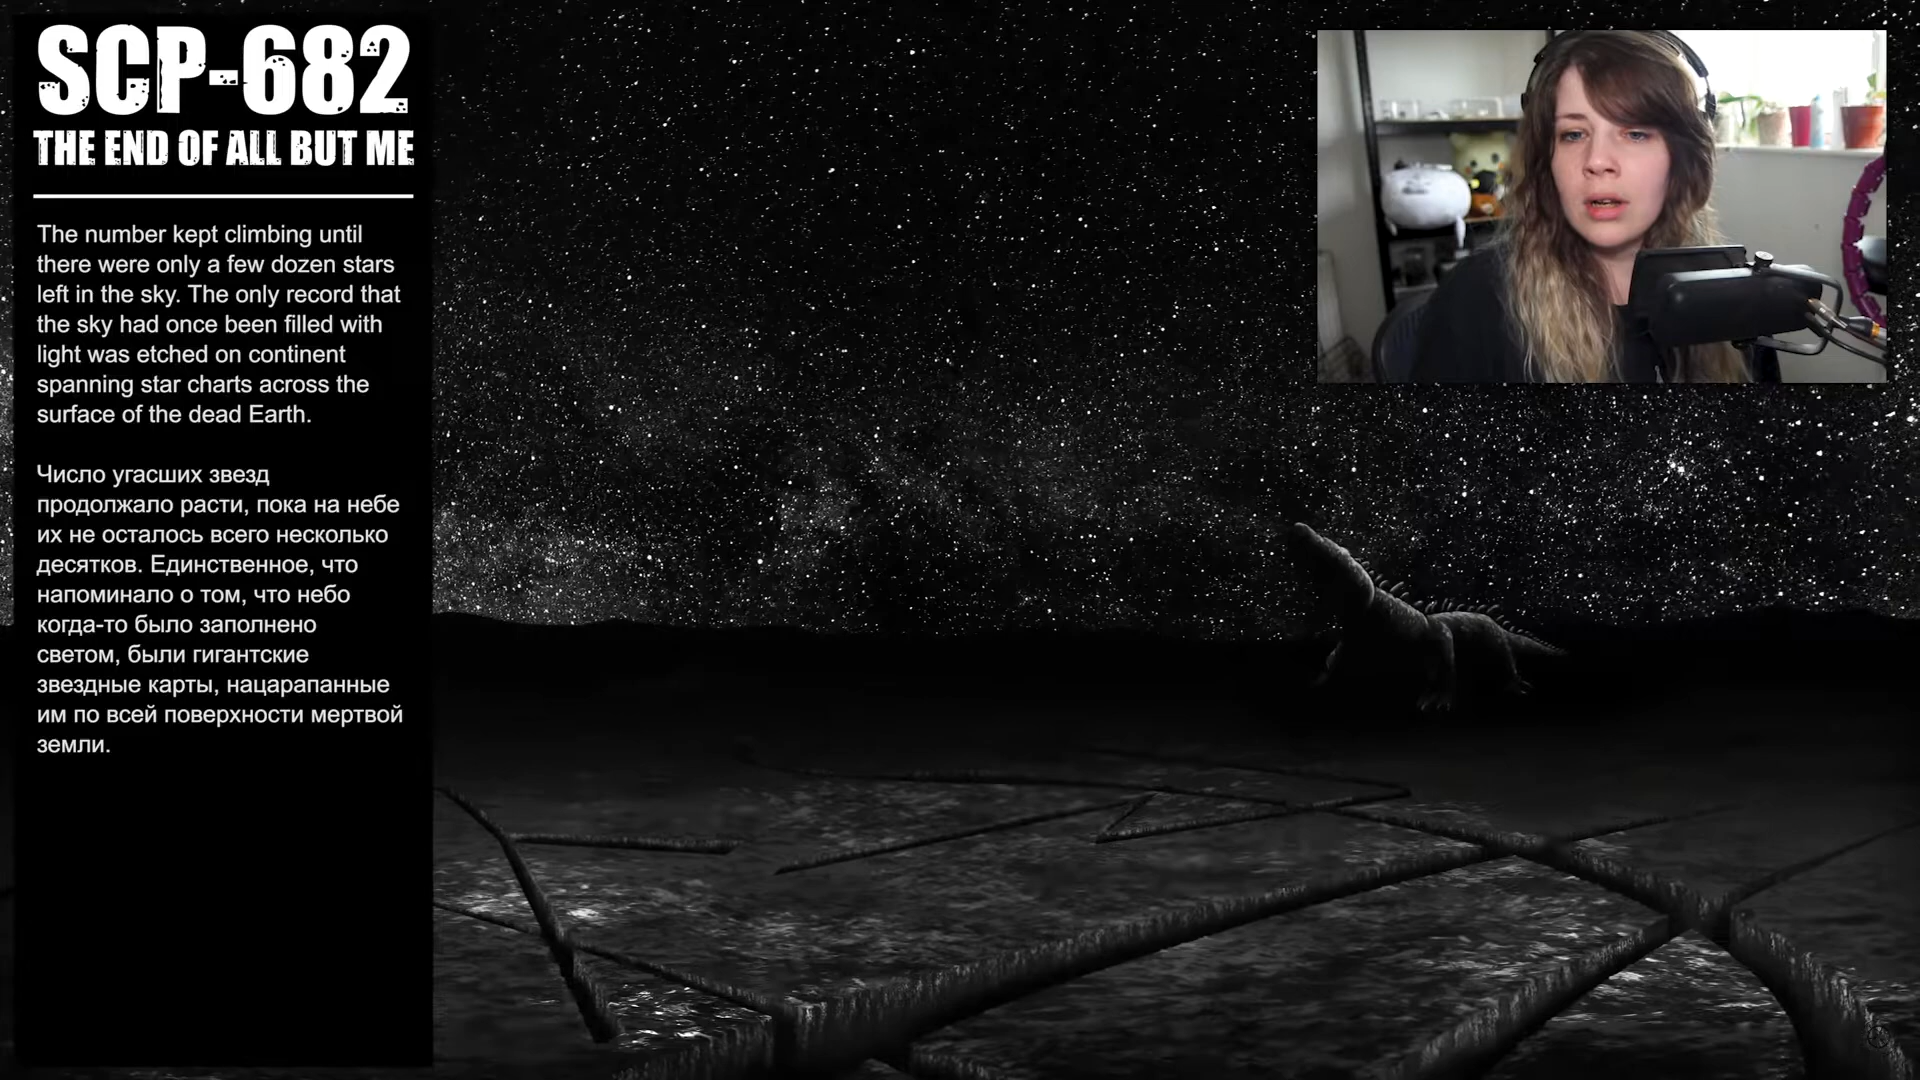 SCP-682
THE END OF ALL BUT ME
The number kept climbing until
there were only a few dozen stars
left in the sky. The only record that
the sky had once been filled with
light was etched on continent
spanning star charts across the
surface of the dead Earth.
Число угасших звезд
продолжало расти, пока на небе
их не осталось всего несколько
десятков. Единственное, что
напоминало о том, что небо
когда-то было заполнено
светом, были гигантские
звездные карты, нацарапанные
им по всей поверхности мертвой
земли.